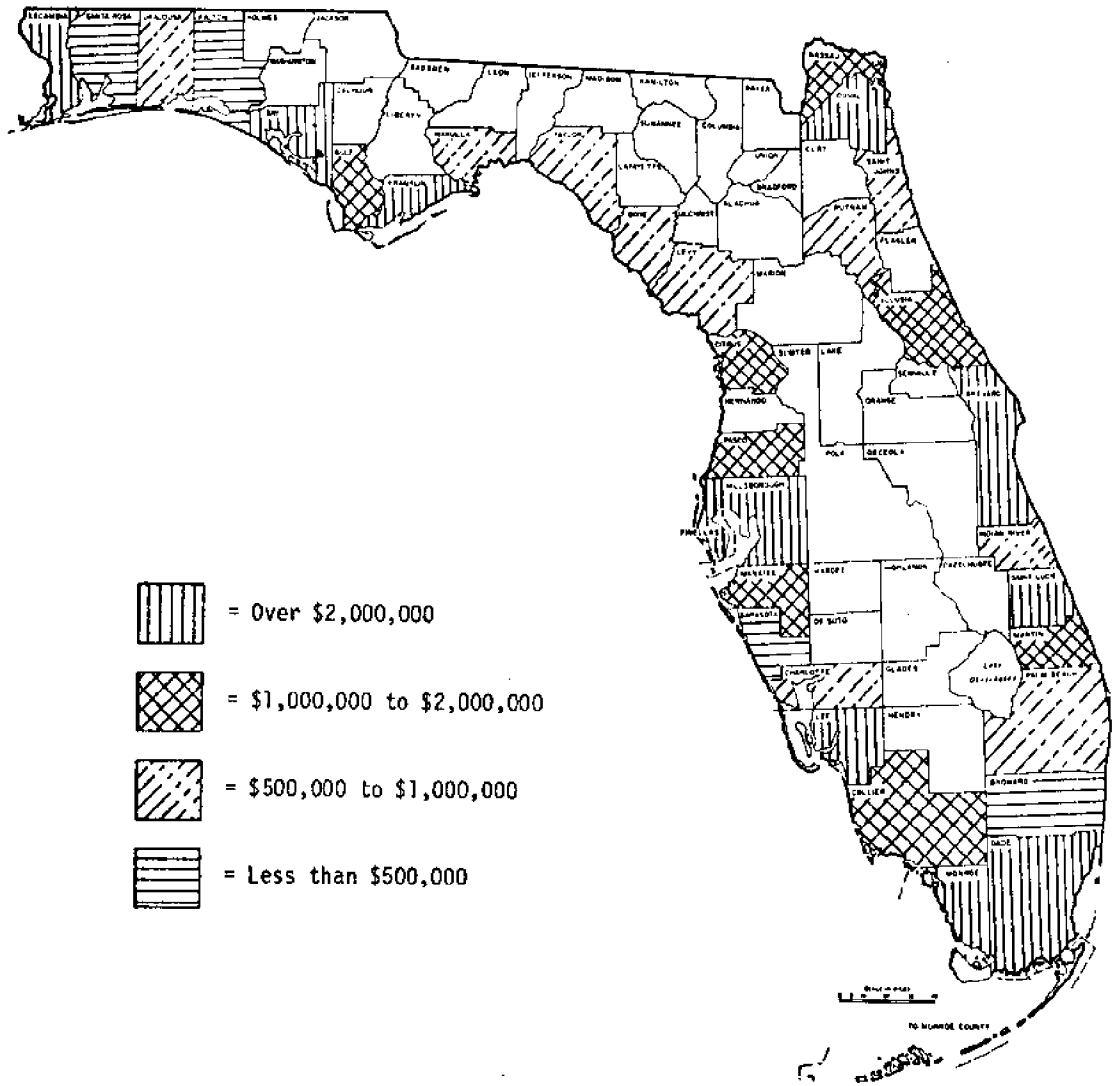 ESCAMBIA
SANTA ROSA
OKALOOSA
WALTON
HOLMES
JACKSON
WASHINGTON
BAY
CALHOUN
GULF
LIBERTY
GADSDEN
FRANKLIN
LEON
WAKULLA
JEFFERSON
MADISON
TAYLOR
HAMILTON
SUWANNEE
LAFAYETTE
DIXIE
COLUMBIA
GILCHRIST
LEVY
BAKER
UNION
BRADFORD
ALACHUA
MARION
NASSAU
DUVAL
CLAY
SAINT JOHNS
PUTNAM
FLAGLER
VOLUSIA
CITRUS
SUMTER
LAKE
SEMINOLE
ORANGE
BREVARD
HERNANDO
PASCO
POLK
OSCEOLA
HILLSBOROUGH
PINELLAS
INDIAN RIVER
MANATEE
HARDEE
HIGHLANDS
OKEECHOBEE
SAINT LUCIE
SARASOTA
DE SOTO
MARTIN
CHARLOTTE
GLADES
Lake
Okeechobee
PALM BEACH
LEE
HENDRY
COLLIER
BROWARD
MONROE
DADE
= Over $2,000,000
= $1,000,000 to $2,000,000
= $500,000 to $1,000,000
= Less than $500,000
TO MONROE COUNTY